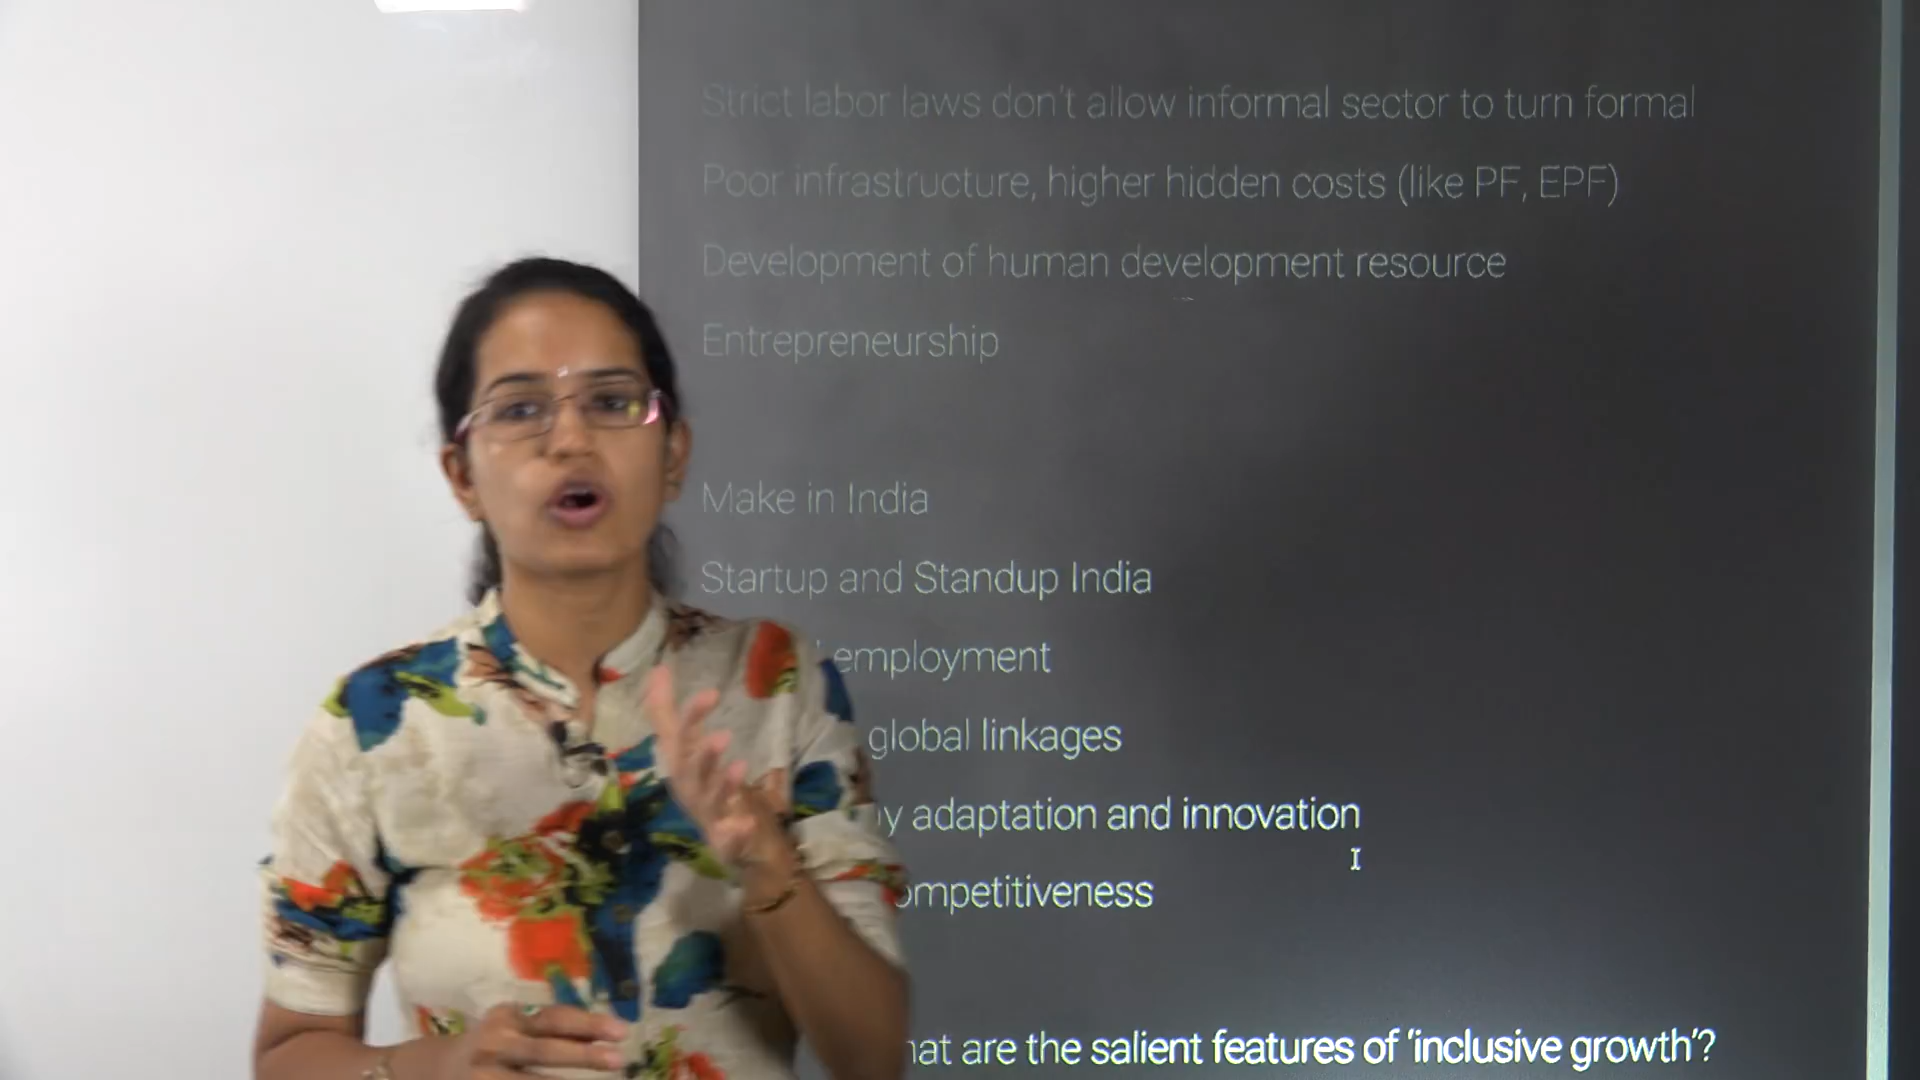 Strict labor laws don't allow informal sector to turn formal
Poor infrastructure, higher hidden costs (like PF, EPF)
Development of human development resource
Entrepreneurship
Make in India
Startup and Standup India
employment
global linkages
adaptation and innovation
ompetitiveness
hat are the salient features of 'inclusive growth'?